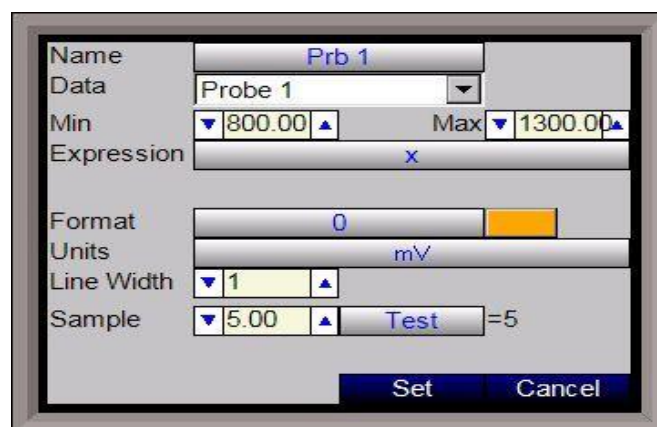 Name Prb 1
Data Probe 1
Min 800.00 Max 1300.00
Expression x
Format 0
Units mV
Line Width 1
Sample 5.00 Test =5
Set Cancel